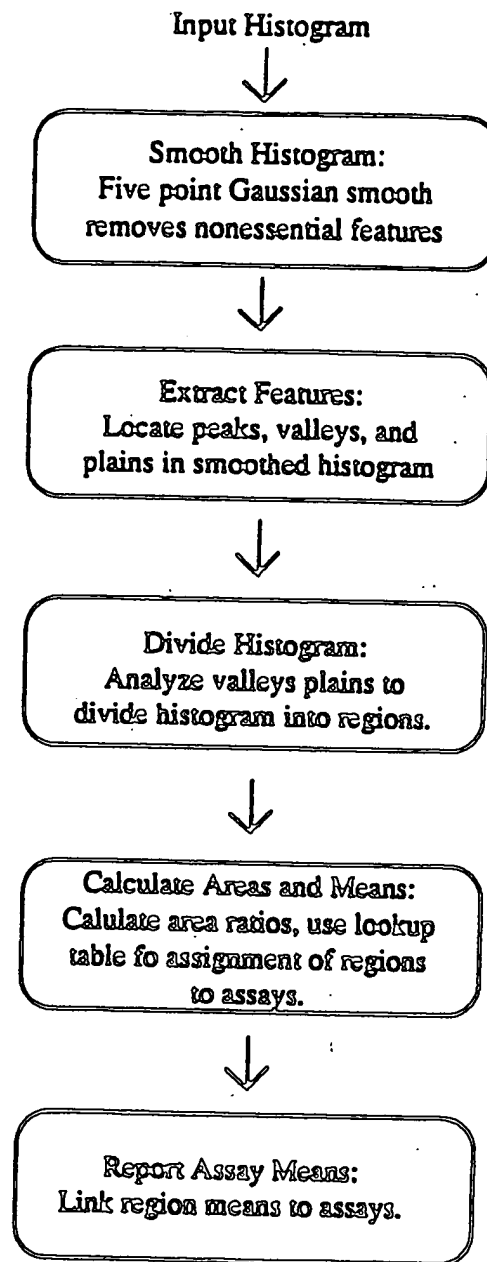 Input Histogram
Smooth Histogram:
Five point Gaussian smooth
removes nonessential features
Extract Features:
Locate peaks, valleys, and
plains in smoothed histogram
Divide Histogram:
Analyze valleys plains to
divide histogram into regions.
Calculate Areas and Means:
Calulate area ratios, use lookup
table fo assignment of regions
to assays.
Report Assay Means:
Link region means to assays.